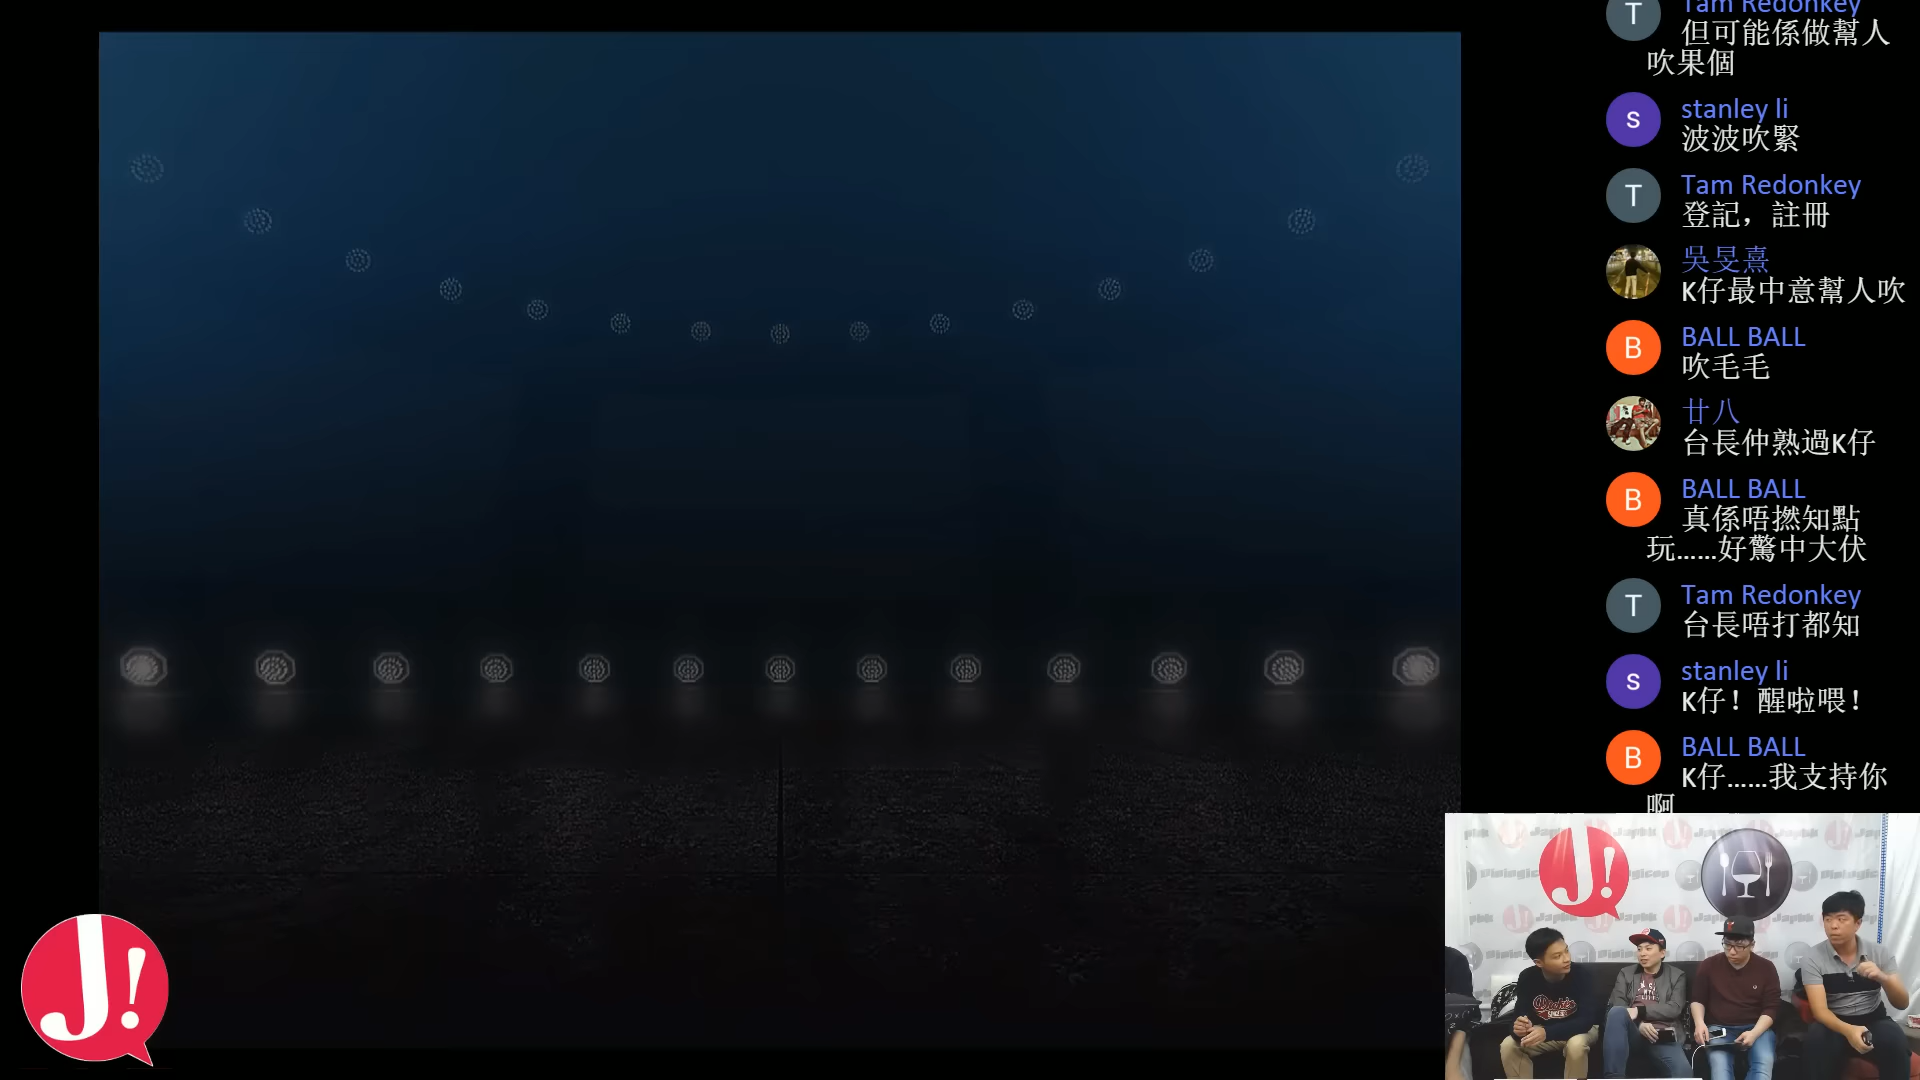 Tam Redonkey
但可能係做幫人
吹果個
stanley li
波波吹緊
Tam Redonkey
登記，註冊
吳旻熹
K仔最中意幫人吹
BALL BALL
吹毛毛
廿八
台長仲熟過K仔
BALL BALL
真係唔撚知點
玩......好驚中大伏
Tam Redonkey
台長唔打都知
stanley li
K仔！醒啦喂！
BALL BALL
K仔......我支持你
啊
J!
J!